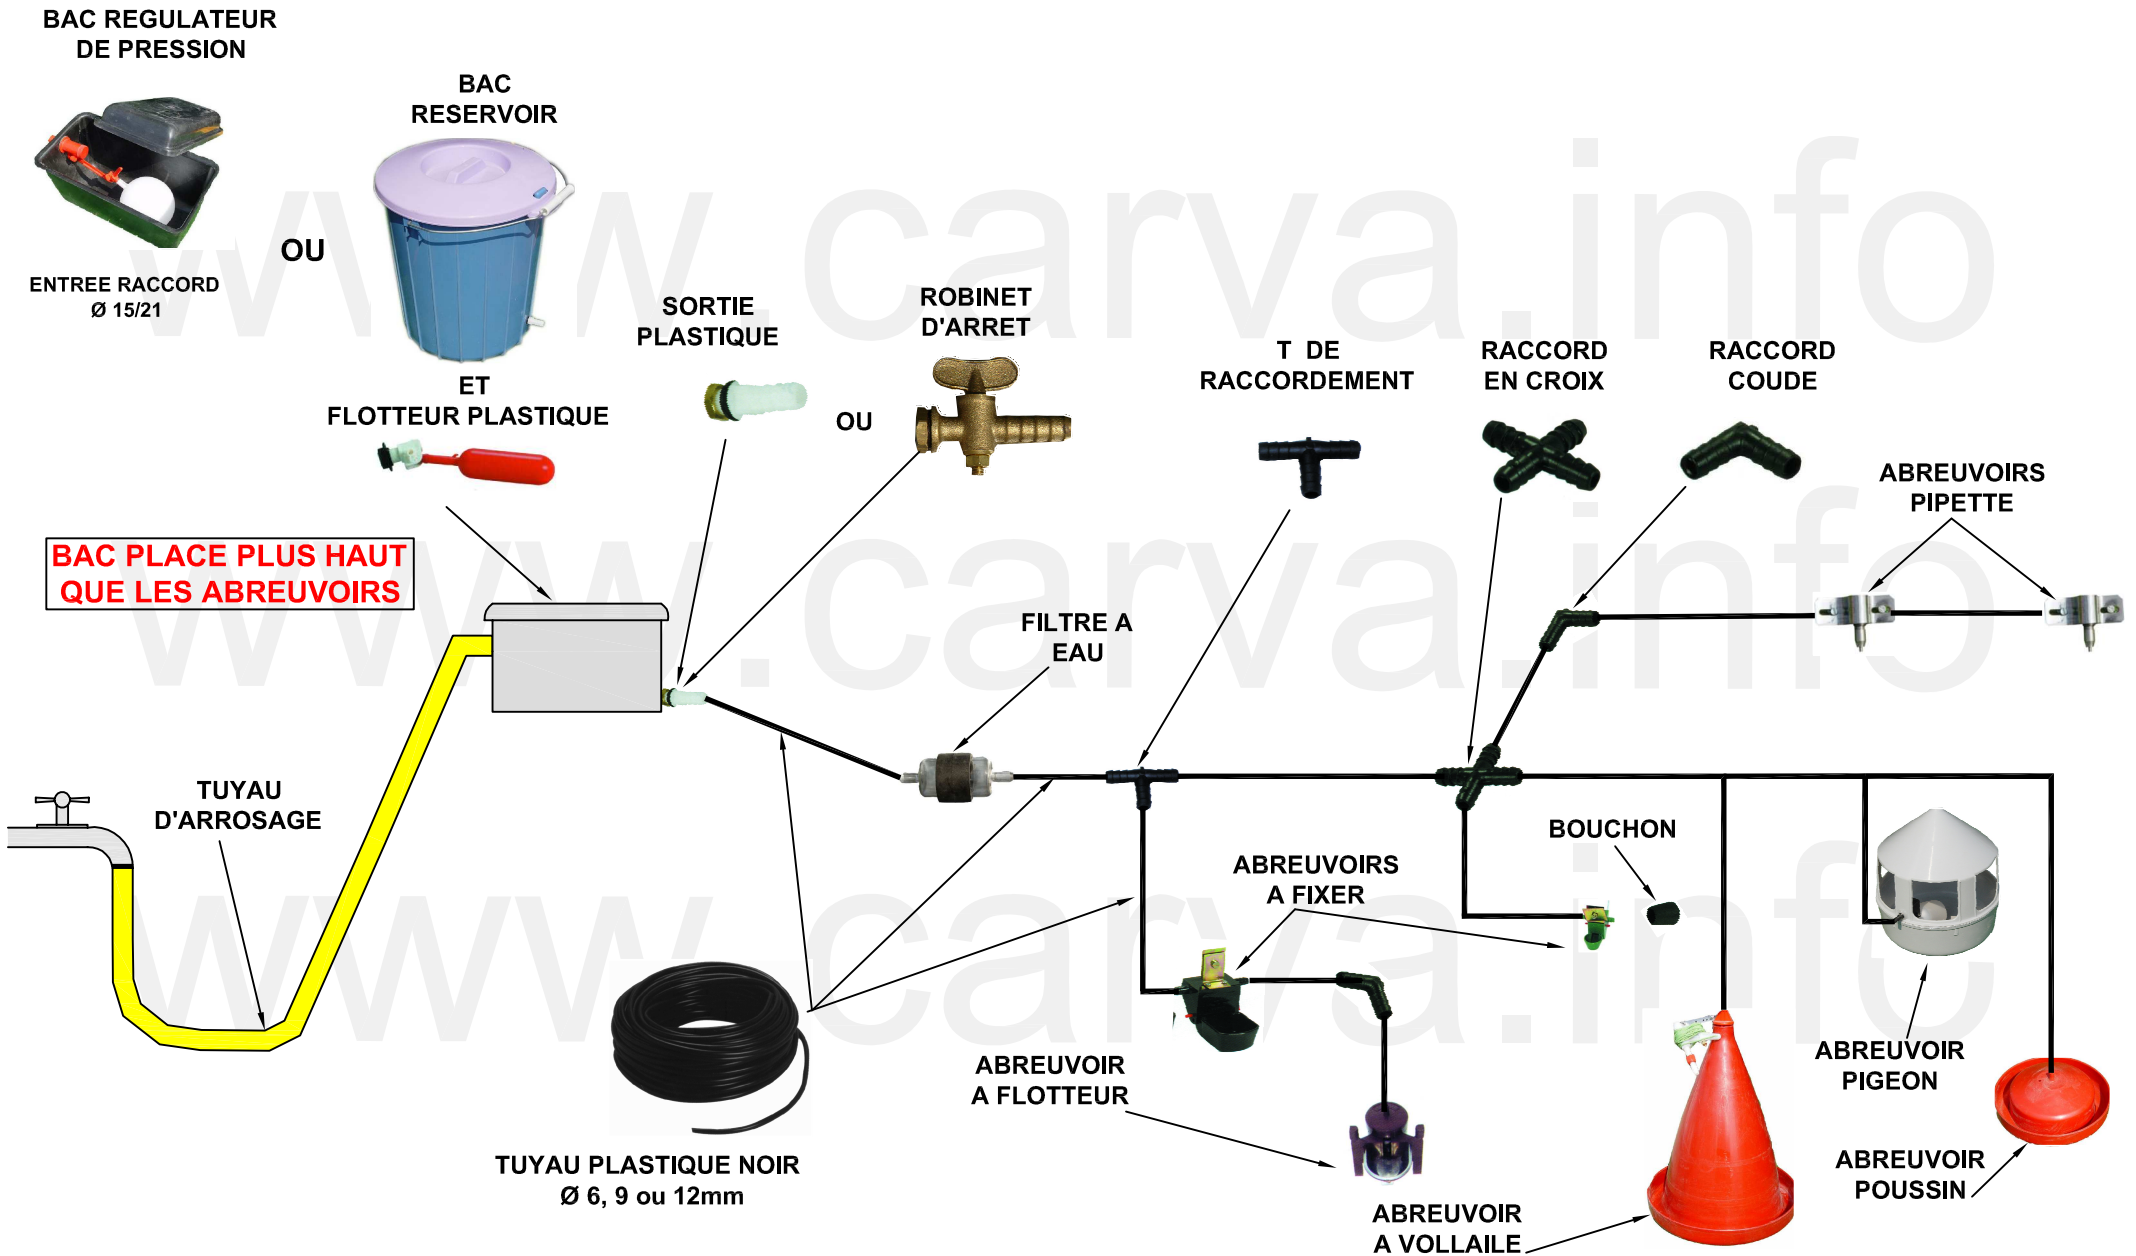 BAC REGULATEUR
DE PRESSION
BAC
RESERVOIR
OU
ENTREE RACCORD
Ø 15/21
SORTIE
PLASTIQUE
ROBINET
D'ARRET
OU
ET
FLOTTEUR PLASTIQUE
T DE
RACCORDEMENT
RACCORD
EN CROIX
RACCORD
COUDE
ABREUVOIRS
PIPETTE
BAC PLACE PLUS HAUT
QUE LES ABREUVOIRS
FILTRE A
EAU
TUYAU
D'ARROSAGE
ABREUVOIRS
A FIXER
BOUCHON
ABREUVOIR
A FLOTTEUR
ABREUVOIR
PIGEON
TUYAU PLASTIQUE NOIR
Ø 6, 9 ou 12mm
ABREUVOIR
POUSSIN
ABREUVOIR
A VOLLAILE
www.carva.info
www.carva.info
www.carva.info